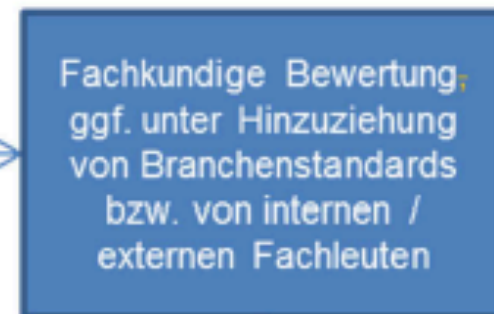 Fachkundige Bewertung,
ggf. unter Hinzuziehung
von Branchenstandards
bzw. von internen /
externen Fachleuten